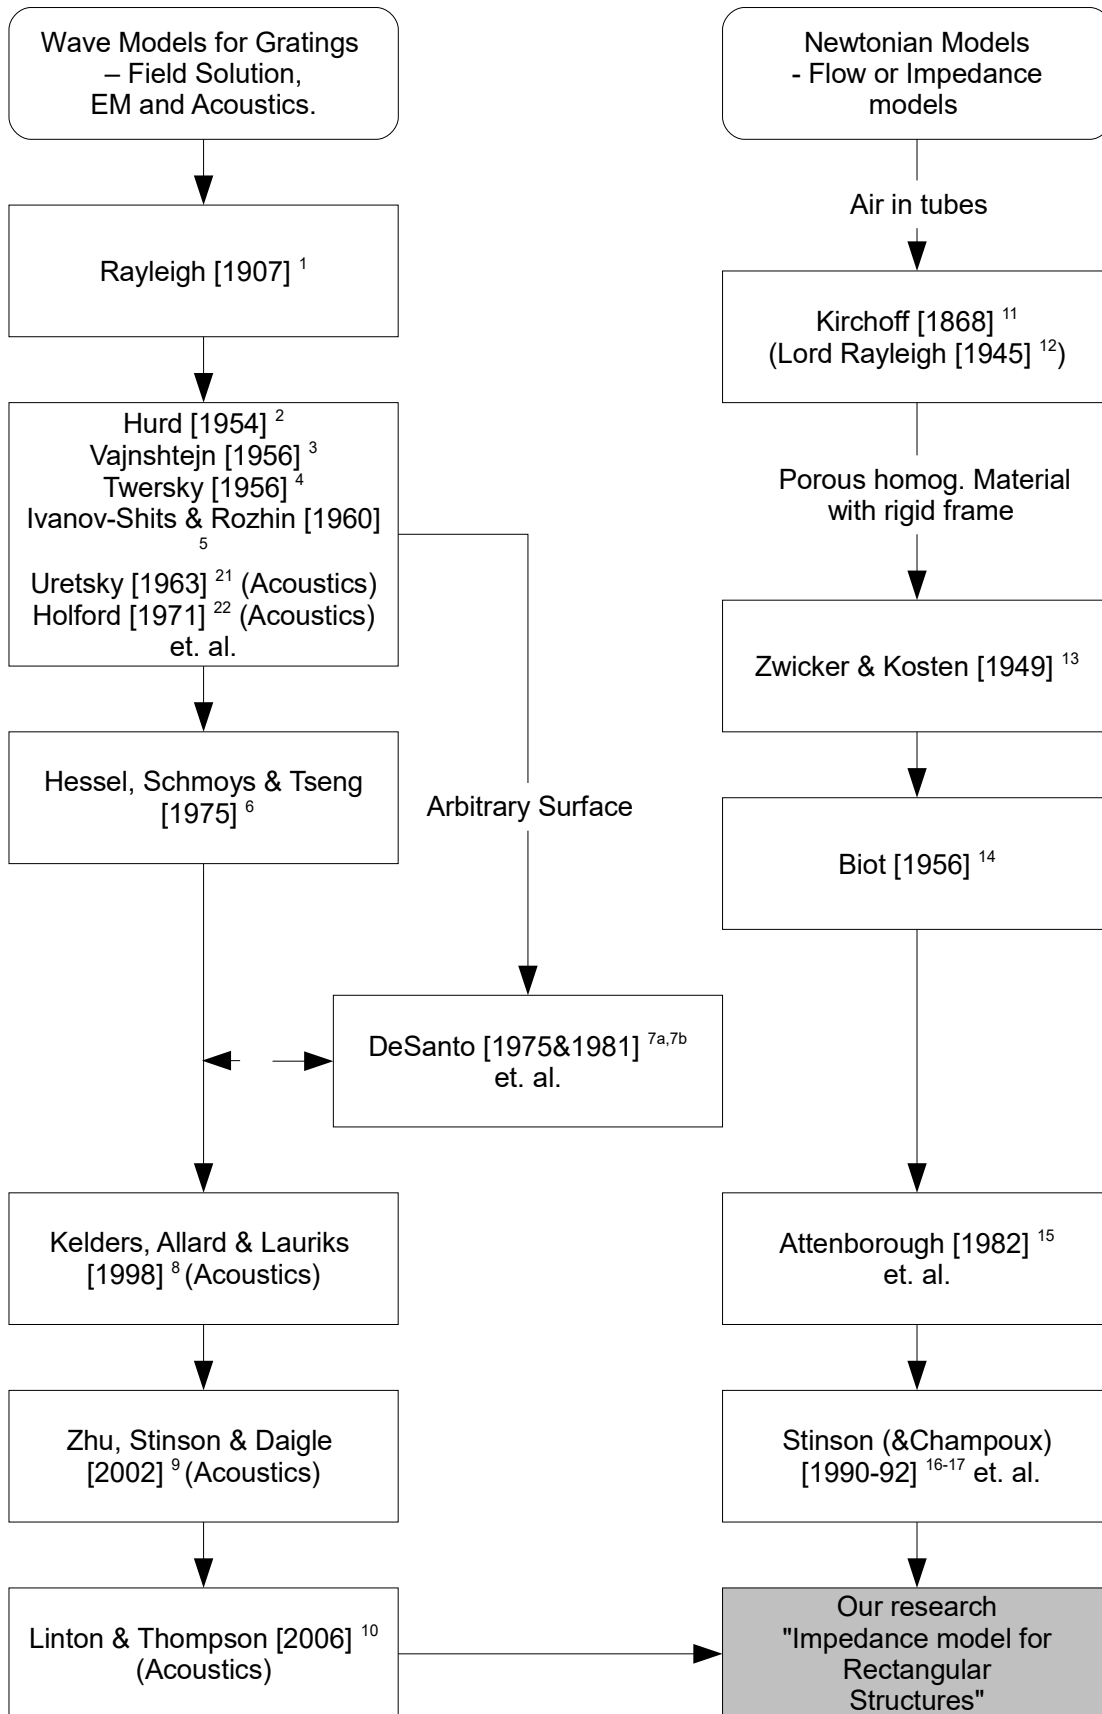 Wave Models for Gratings
– Field Solution,
EM and Acoustics.
Rayleigh [1907] 1
Hurd [1954] 2
Vajnshtejn [1956] 3
Twersky [1956] 4
Ivanov-Shits & Rozhin [1960]
5
Uretsky [1963] 21 (Acoustics)
Holford [1971] 22 (Acoustics)
et. al.
Hessel, Schmoys & Tseng
[1975] 6
Arbitrary Surface
DeSanto [1975&1981] 7a,7b
et. al.
Kelders, Allard & Lauriks
[1998] 8 (Acoustics)
Zhu, Stinson & Daigle
[2002] 9 (Acoustics)
Linton & Thompson [2006] 10
(Acoustics)
Newtonian Models
- Flow or Impedance
models
Air in tubes
Kirchoff [1868] 11
(Lord Rayleigh [1945] 12)
Porous homog. Material
with rigid frame
Zwicker & Kosten [1949] 13
Biot [1956] 14
Attenborough [1982] 15
et. al.
Stinson (&Champoux)
[1990-92] 16-17 et. al.
Our research
"Impedance model for
Rectangular
Structures"